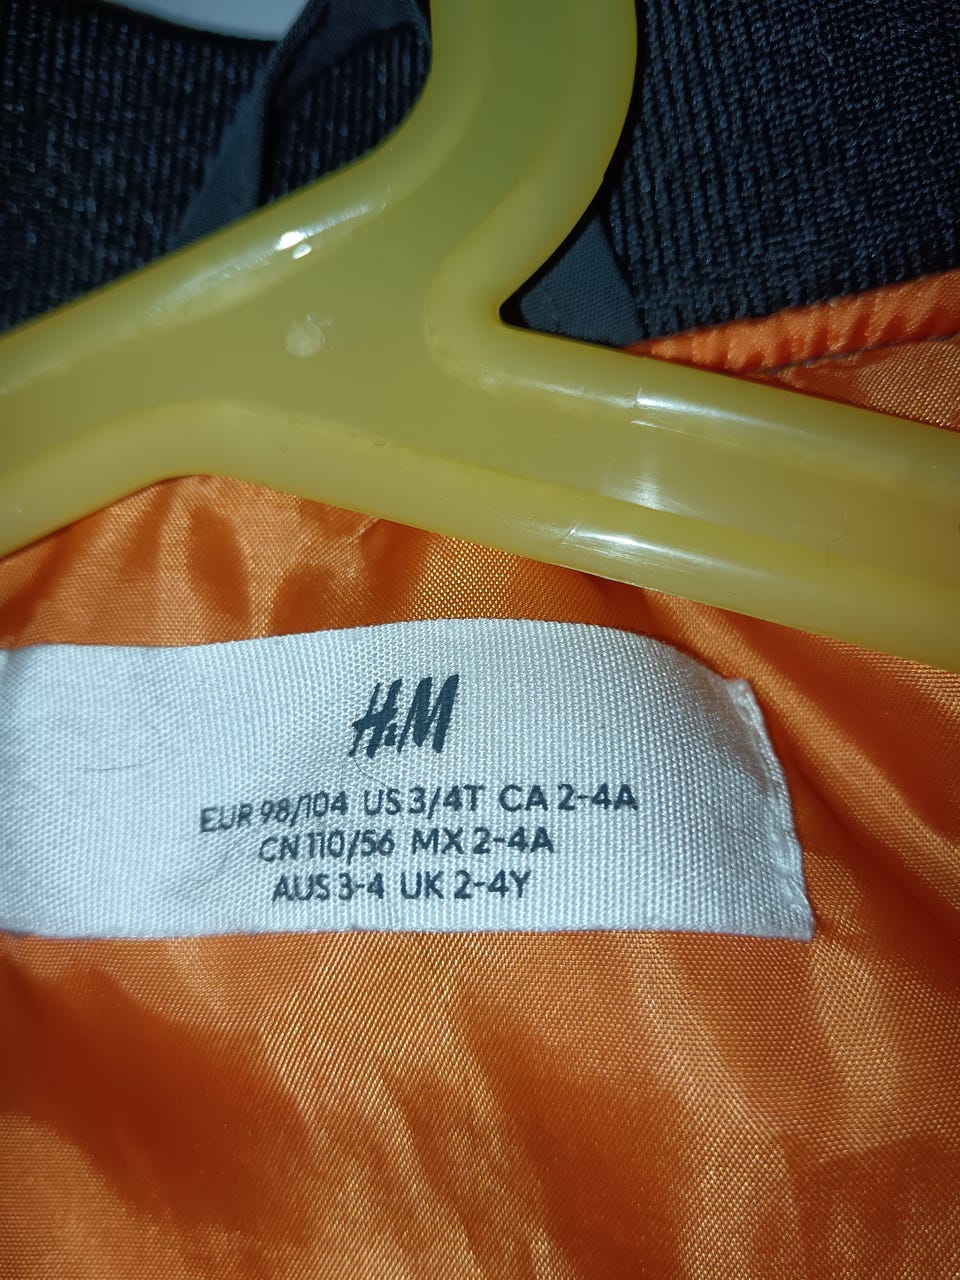 H&M
EUR 98/104 US 3/4T CA 2-4A
CN 110/56 MX 2-4A
AUS 3-4 UK 2-4Y